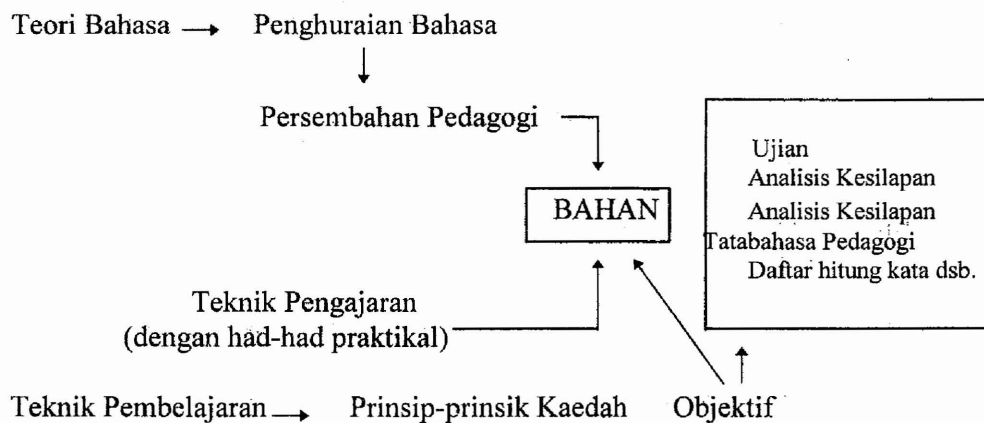 Teori Bahasa → Penghuraian Bahasa
Persembahan Pedagogi
BAHAN
Ujian
Analisis Kesilapan
Analisis Kesilapan
Tatabahasa Pedagogi
Daftar hitung kata dsb.
Teknik Pengajaran
(dengan had-had praktikal)
Teknik Pembelajaran → Prinsip-prinsik Kaedah Objektif